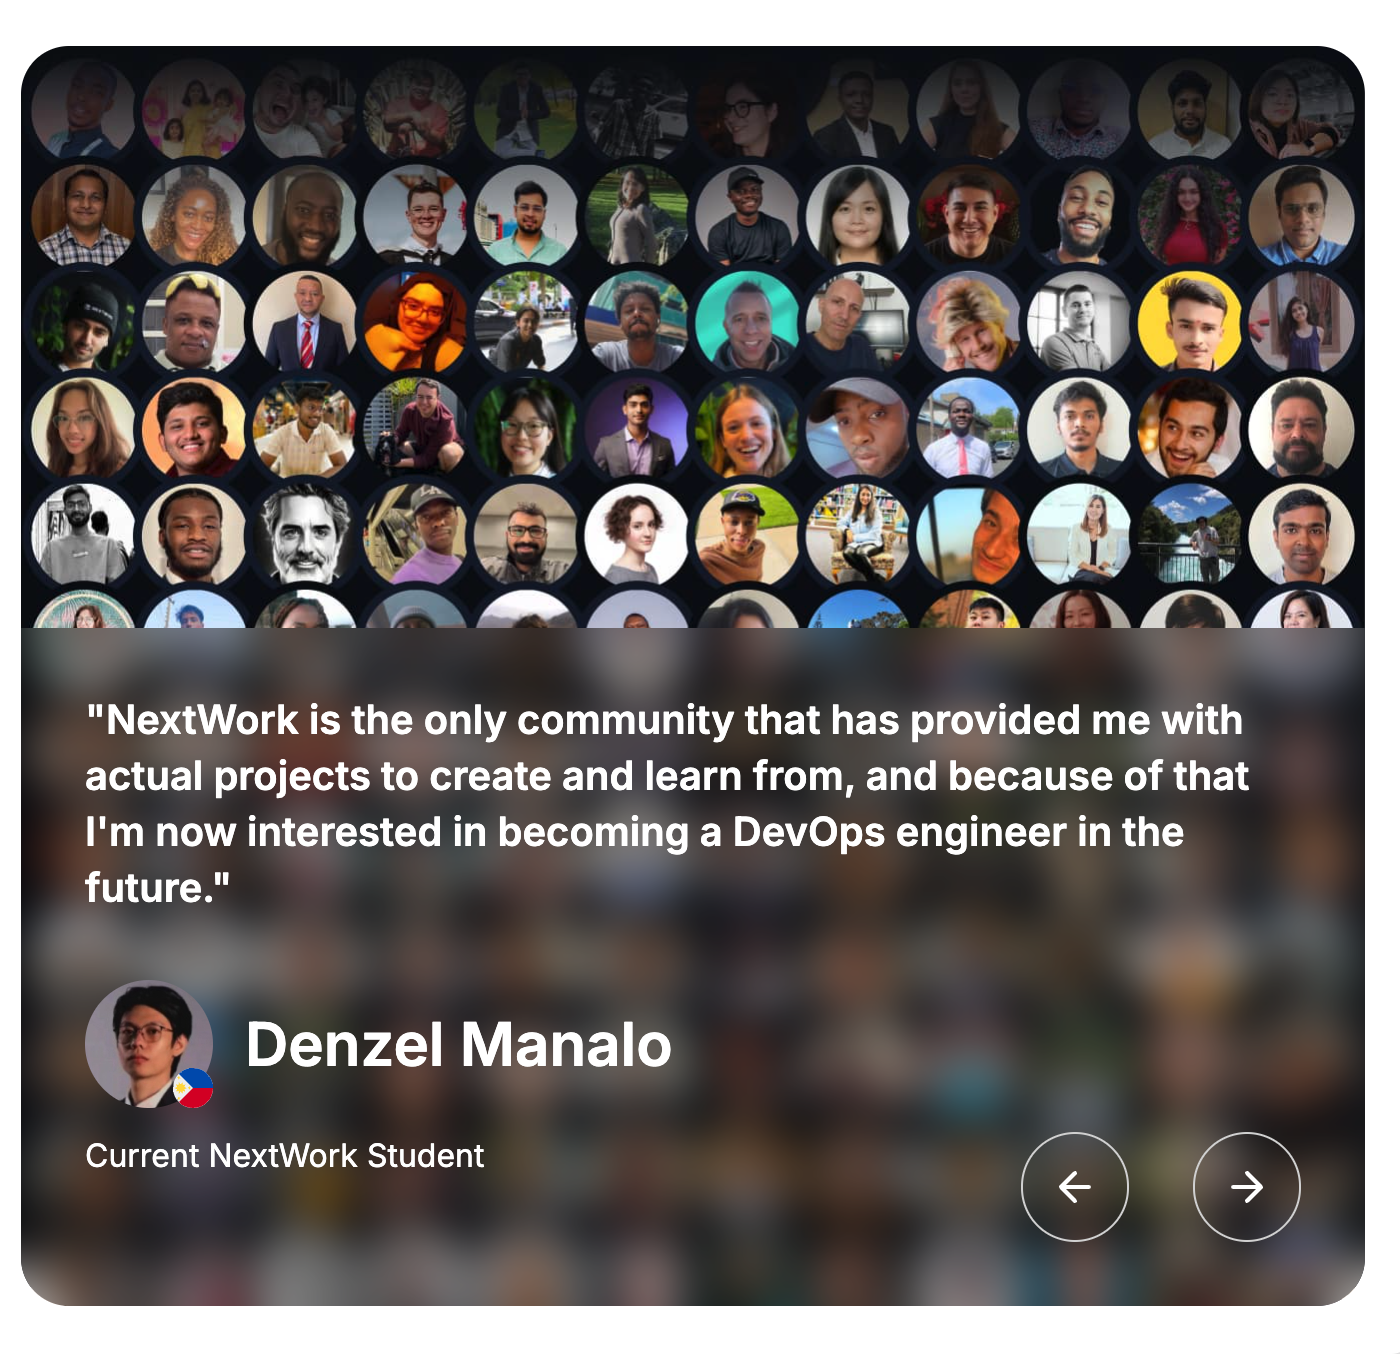 "NextWork is the only community that has provided me with
actual projects to create and learn from, and because of that
I'm now interested in becoming a DevOps engineer in the
future."
Denzel Manalo
Current NextWork Student